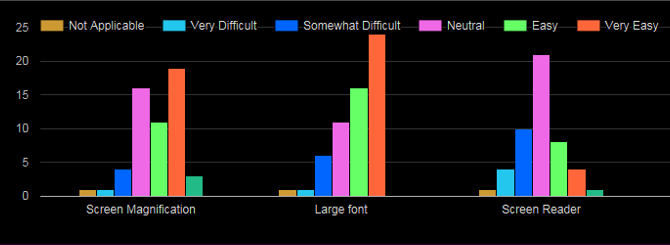 25 Not Applicable Very Difficult Somewhat Difficult Neutral Easy Very Easy
20
15
10
5
0
Screen Magnification Large font Screen Reader